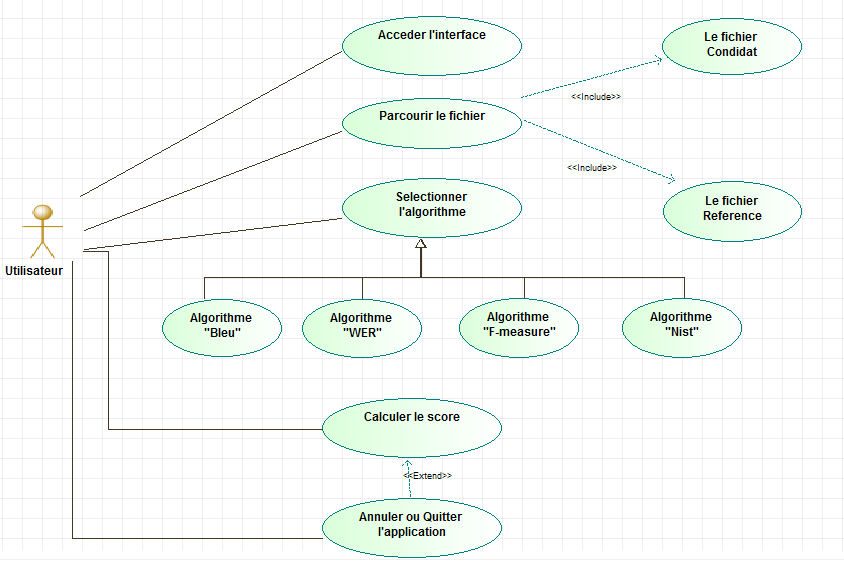 Acceder l'interface
Le fichier
Condidat
<<Include>>
Parcourir le fichier
<<Include>>
Selectionner
l'algorithme
Le fichier
Reference
Utilisateur
Algorithme
"Bleu"
Algorithme
"WER"
Algorithme
"F-measure"
Algorithme
"Nist"
Calculer le score
<<Extend>>
Annuler ou Quitter
l'application